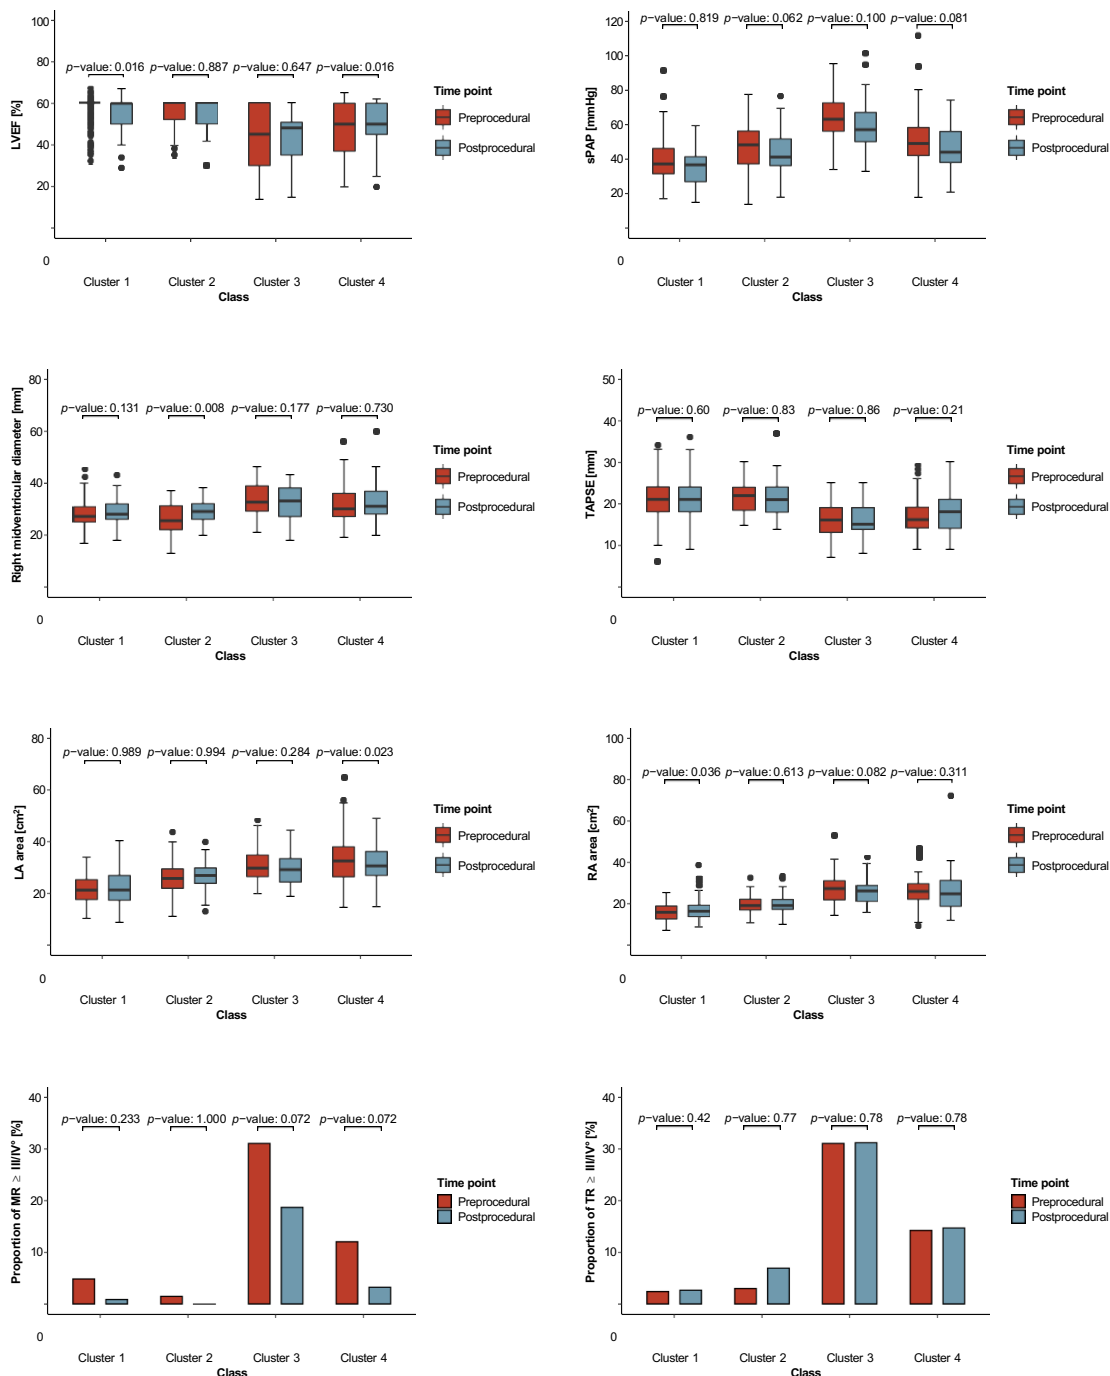 LVEF [%]
100
80
60
40
20
0
p−value: 0.016 p−value: 0.887 p−value: 0.647 p−value: 0.016
Cluster 1 Cluster 2 Cluster 3 Cluster 4
Class
Time point
Preprocedural
Postprocedural
sPAP [mmHg]
120
100
80
60
40
20
0
p−value: 0.819 p−value: 0.062 p−value: 0.100 p−value: 0.081
Cluster 1 Cluster 2 Cluster 3 Cluster 4
Class
Time point
Preprocedural
Postprocedural
Right midventricular diameter [mm]
80
60
40
20
0
p−value: 0.131 p−value: 0.008 p−value: 0.177 p−value: 0.730
Cluster 1 Cluster 2 Cluster 3 Cluster 4
Class
Time point
Preprocedural
Postprocedural
TAPSE [mm]
50
40
30
20
10
0
p−value: 0.60 p−value: 0.83 p−value: 0.86 p−value: 0.21
Cluster 1 Cluster 2 Cluster 3 Cluster 4
Class
Time point
Preprocedural
Postprocedural
LA area [cm²]
80
60
40
20
0
p−value: 0.989 p−value: 0.994 p−value: 0.284 p−value: 0.023
Cluster 1 Cluster 2 Cluster 3 Cluster 4
Class
Time point
Preprocedural
Postprocedural
RA area [cm²]
100
80
60
40
20
0
p−value: 0.036 p−value: 0.613 p−value: 0.082 p−value: 0.311
Cluster 1 Cluster 2 Cluster 3 Cluster 4
Class
Time point
Preprocedural
Postprocedural
Proportion of MR ≥ III/IV° [%]
40
30
20
10
0
p−value: 0.233 p−value: 1.000 p−value: 0.072 p−value: 0.072
Cluster 1 Cluster 2 Cluster 3 Cluster 4
Class
Time point
Preprocedural
Postprocedural
Proportion of TR ≥ III/IV° [%]
40
30
20
10
0
p−value: 0.42 p−value: 0.77 p−value: 0.78 p−value: 0.78
Cluster 1 Cluster 2 Cluster 3 Cluster 4
Class
Time point
Preprocedural
Postprocedural